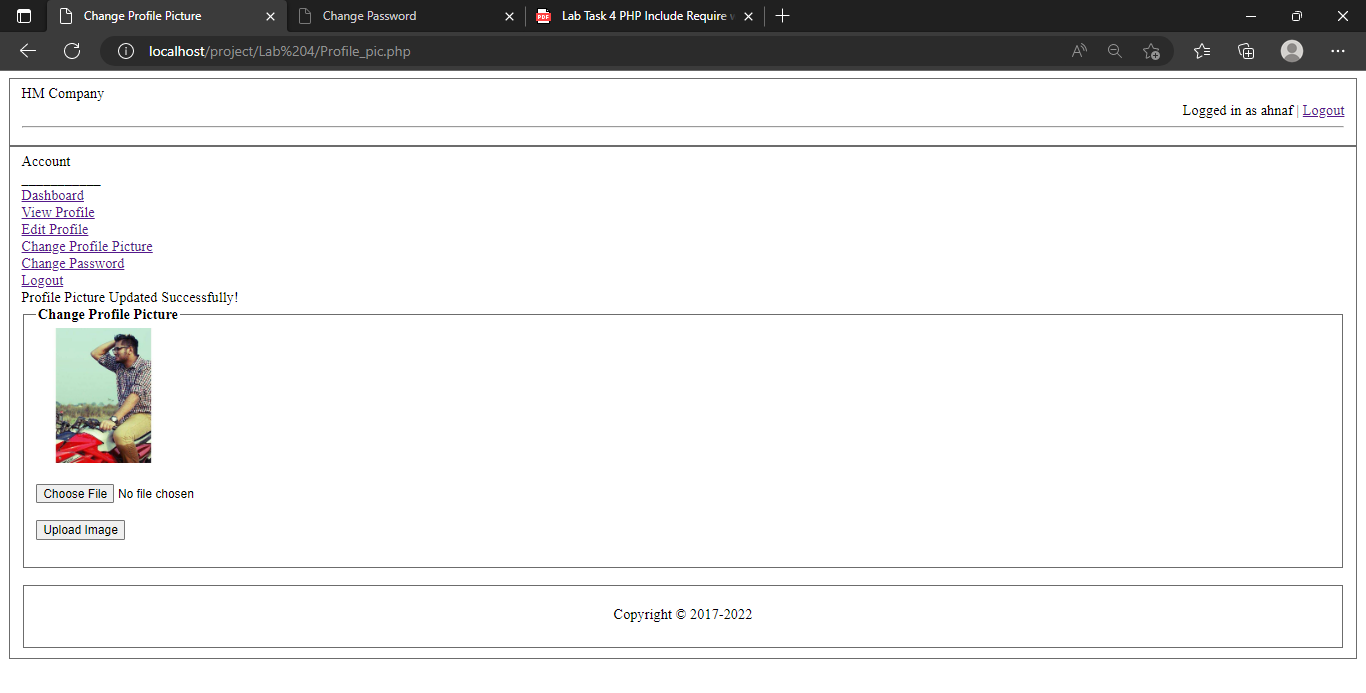 Change Profile Picture
Change Password
PDF
Lab Task 4 PHP Include Require
localhost/project/Lab%204/Profile_pic.php
HM Company
Logged in as ahnaf | Logout
Account
___________
Dashboard
View Profile
Edit Profile
Change Profile Picture
Change Password
Logout
Profile Picture Updated Successfully!
Change Profile Picture
Choose File No file chosen
Upload Image
Copyright © 2017-2022